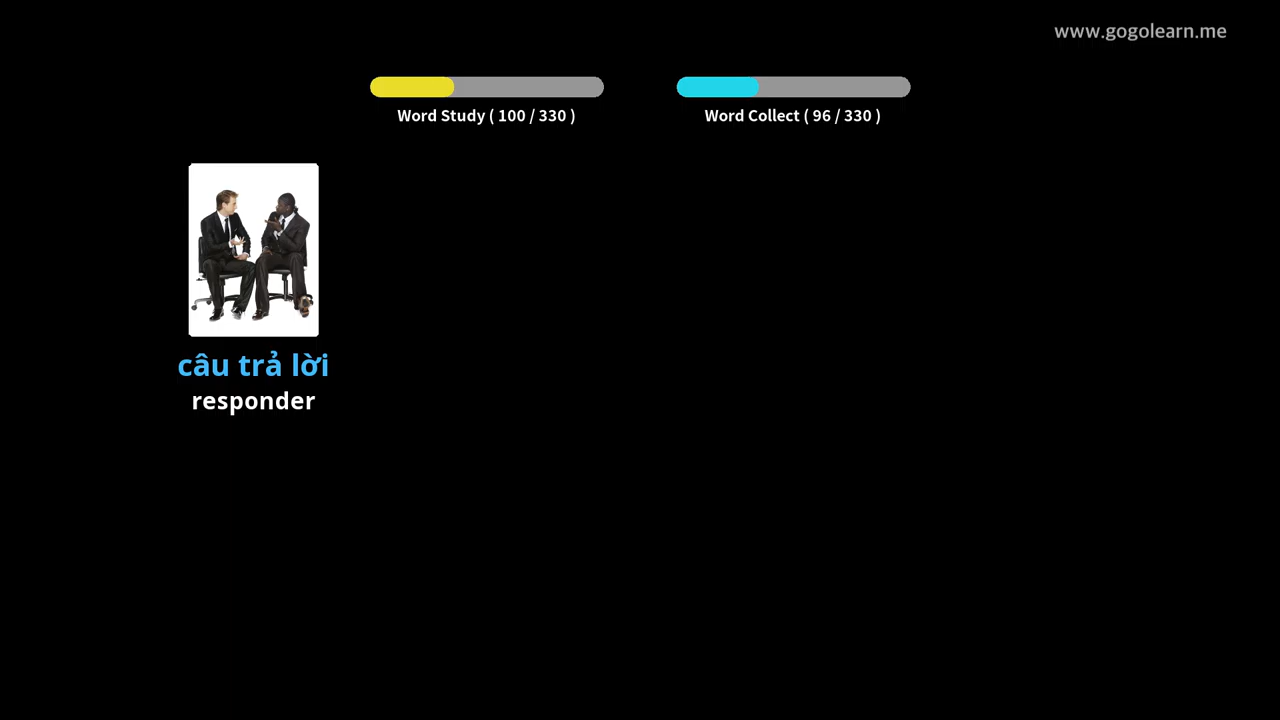 www.gogolearn.me
Word Study ( 100 / 330 )
Word Collect ( 96 / 330 )
câu trả lời
responder